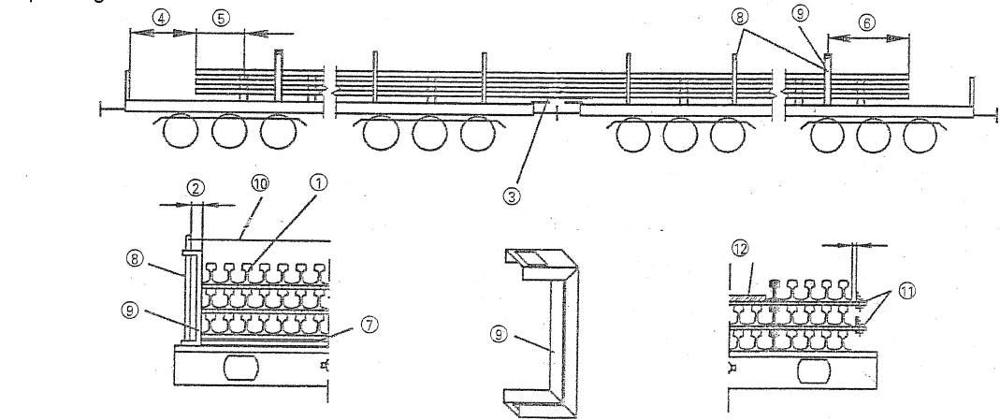 ④ ⑤ ⑧ ⑨ ⑥
③
② ⑩ ①
⑧ ⑫
⑨ ⑨ ⑪
⑦